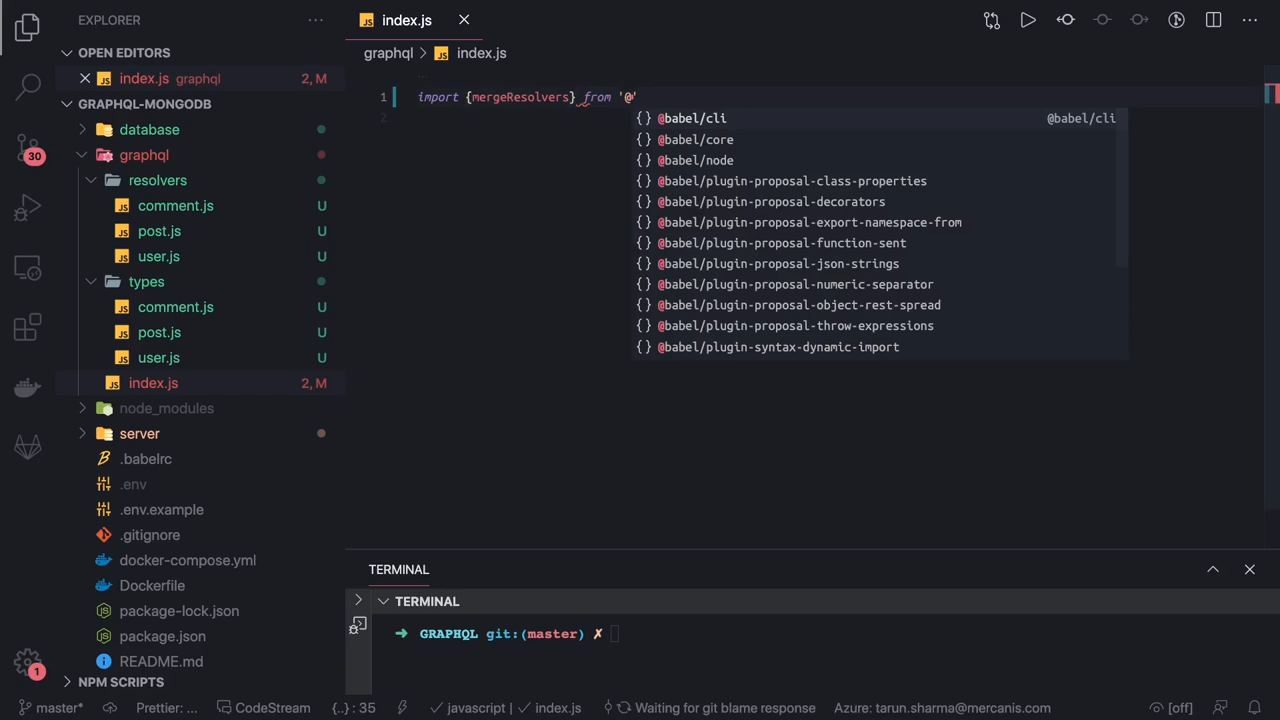 EXPLORER
OPEN EDITORS
index.js graphql 2, M
GRAPHQL-MONGODB
database
graphql
resolvers
comment.js U
post.js U
user.js U
types
comment.js U
post.js U
user.js U
index.js 2, M
node_modules
server
.babelrc
.env
.env.example
.gitignore
docker-compose.yml
Dockerfile
package-lock.json
package.json
README.md
NPM SCRIPTS
30
1
index.js
graphql > index.js
1 import {mergeResolvers} from '@'
2
{} @babel/cli @babel/cli
{} @babel/core
{} @babel/node
{} @babel/plugin-proposal-class-properties
{} @babel/plugin-proposal-decorators
{} @babel/plugin-proposal-export-namespace-from
{} @babel/plugin-proposal-function-sent
{} @babel/plugin-proposal-json-strings
{} @babel/plugin-proposal-numeric-separator
{} @babel/plugin-proposal-object-rest-spread
{} @babel/plugin-proposal-throw-expressions
{} @babel/plugin-syntax-dynamic-import
TERMINAL
TERMINAL
➜ GRAPHQL git:(master) ✗
master* Prettier: ... CodeStream {..} : 35 ✓ javascript | ✓ index.js Waiting for git blame response Azure: tarun.sharma@mercanis.com [off]